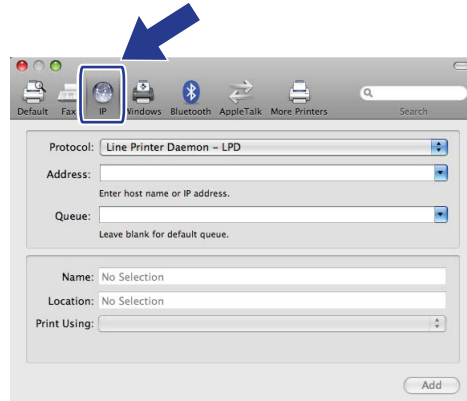 Default Fax IP Windows Bluetooth AppleTalk More Printers Search
Protocol: Line Printer Daemon – LPD
Address:
Enter host name or IP address.
Queue:
Leave blank for default queue.
Name: No Selection
Location: No Selection
Print Using:
Add